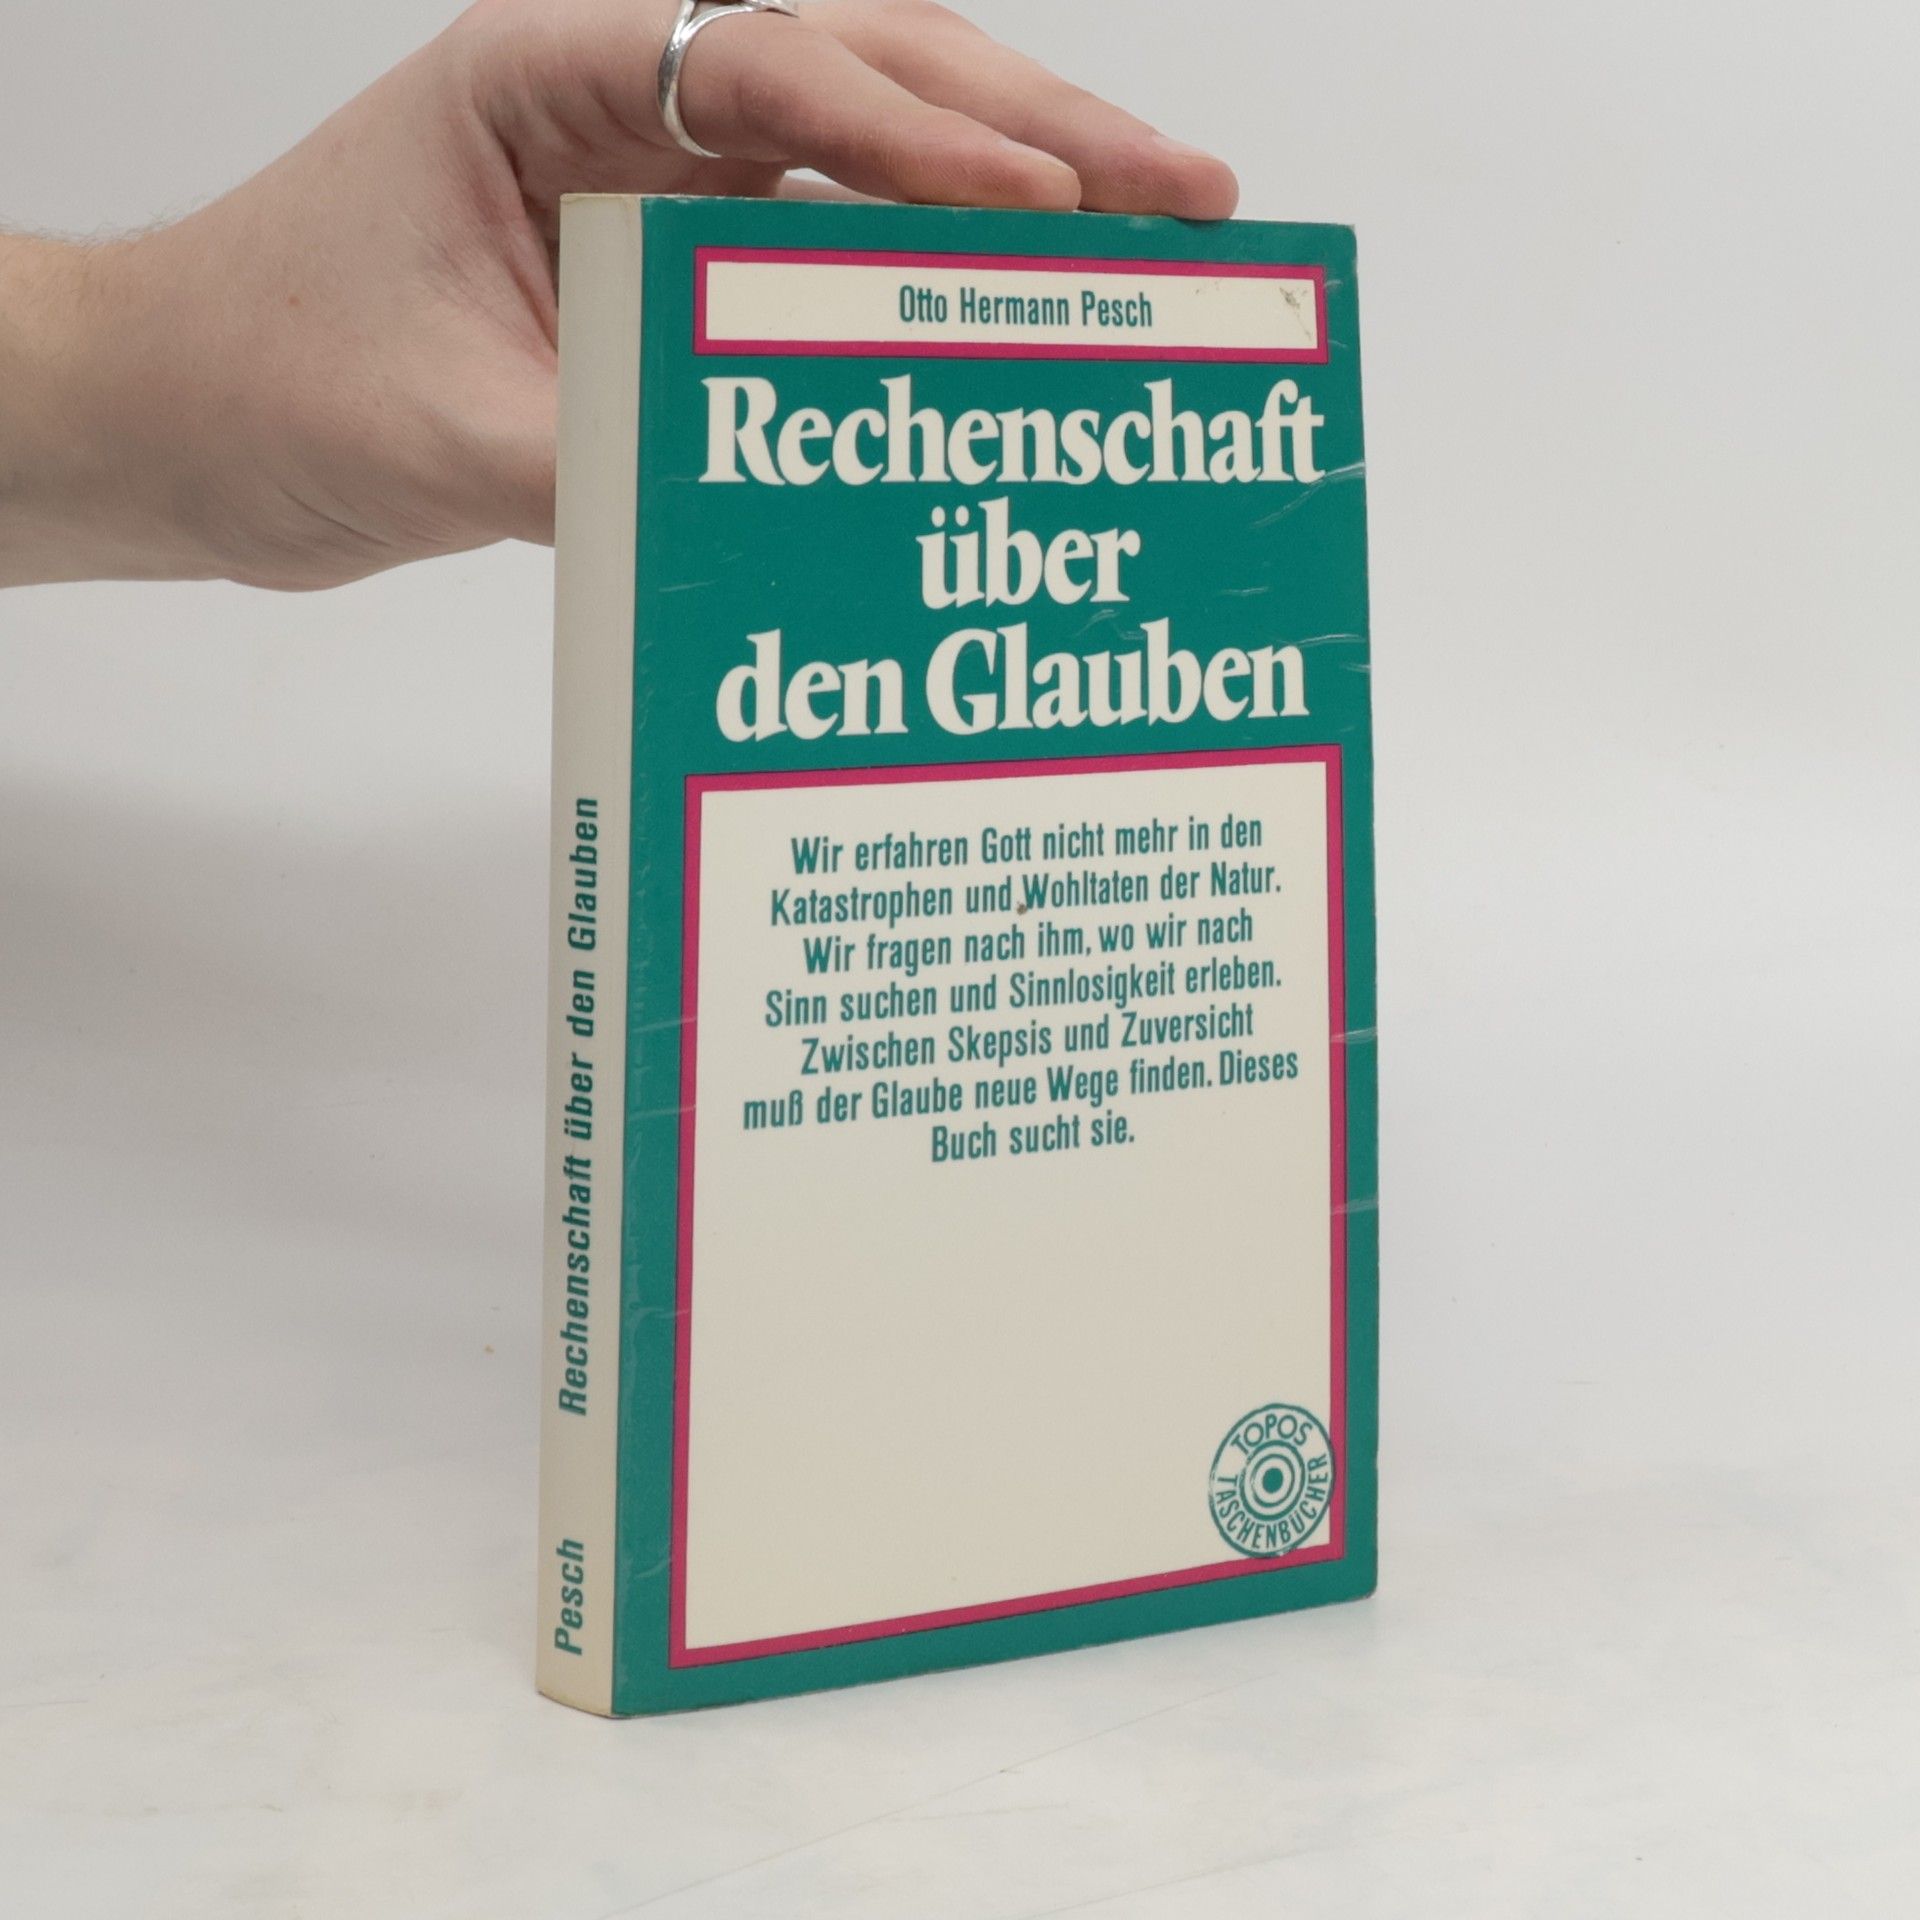 Otto Hermann Pesch
Rechenschaft
über
den Glauben
Wir erfahren Gott nicht mehr in den
Katastrophen und Wohltaten der Natur.
Wir fragen nach ihm, wo wir nach
Sinn suchen und Sinnlosigkeit erleben.
Zwischen Skepsis und Zuversicht
muß der Glaube neue Wege finden. Dieses
Buch sucht sie.
TOPOS
TASCHENBÜCHER
Pesch Rechenschaft über den Glauben